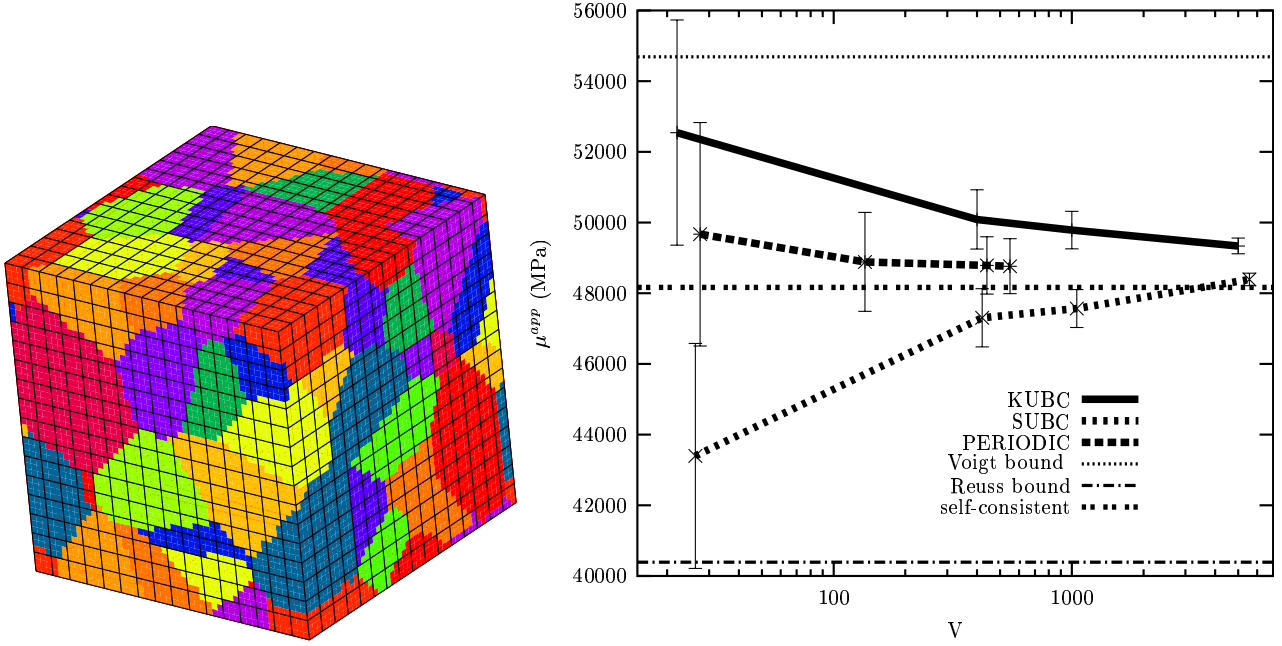 56000
54000
52000
50000
48000
46000
44000
42000
40000
μ^app (MPa)
KUBC
SUBC
PERIODIC
Voigt bound
Reuss bound
self-consistent
100
1000
V